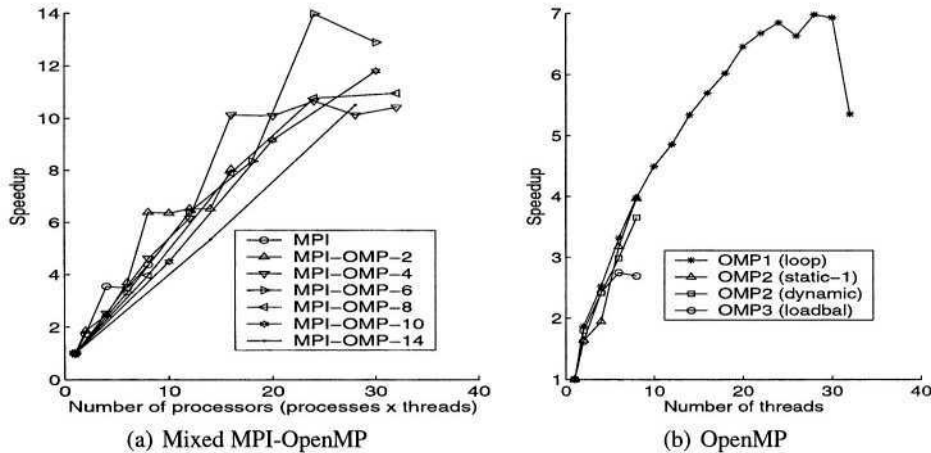 14
12
10
8
6
4
2
0
Speedup
0 10 20 30 40
Number of processors (processes x threads)
MPI
MPI-OMP-2
MPI-OMP-4
MPI-OMP-6
MPI-OMP-8
MPI-OMP-10
MPI-OMP-14
(a) Mixed MPI-OpenMP
7
6
5
4
3
2
1
Speedup
0 10 20 30 40
Number of threads
OMP1 (loop)
OMP2 (static-1)
OMP2 (dynamic)
OMP3 (loadbal)
(b) OpenMP